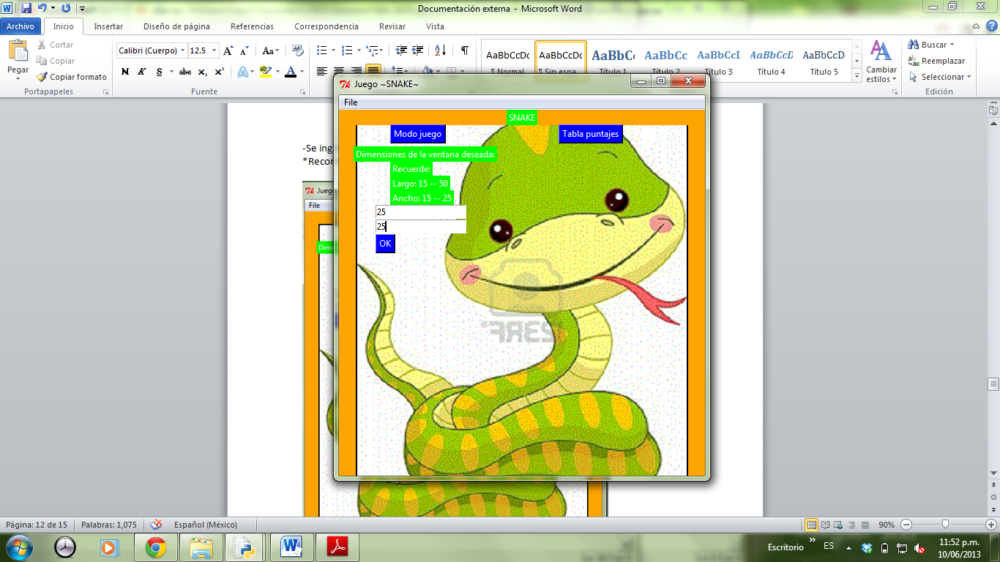 Documentación externa - Microsoft Word
Archivo Inicio Insertar Diseño de página Referencias Correspondencia Revisar Vista
Pegar
Cortar
Copiar
Copiar formato
Portapapeles
Calibri (Cuerpo) 12.5
N K S abc x₂ x²
Fuente
AaBbCcDc AaBbCcDc AaBbC AaBbCc AaBbCcI AaBbCcD AaBbCcDc
¶ Normal ¶ Sin espa... Título 1 Título 2 Título 3 Título 4 Título 5
Cambiar estilos
Buscar
Reemplazar
Seleccionar
Edición
-Se ing
*Recor
Jueg
File
Dime
Juego ~SNAKE~
File
SNAKE
Modo juego Tabla puntajes
Dimensiones de la ventana deseada:
Recuerde:
Largo: 15 -- 50
Ancho: 15 -- 25
25
25
OK
Página: 12 de 15 Palabras: 1,075 Español (México) 90%
Escritorio ES 11:52 p.m.
10/06/2013